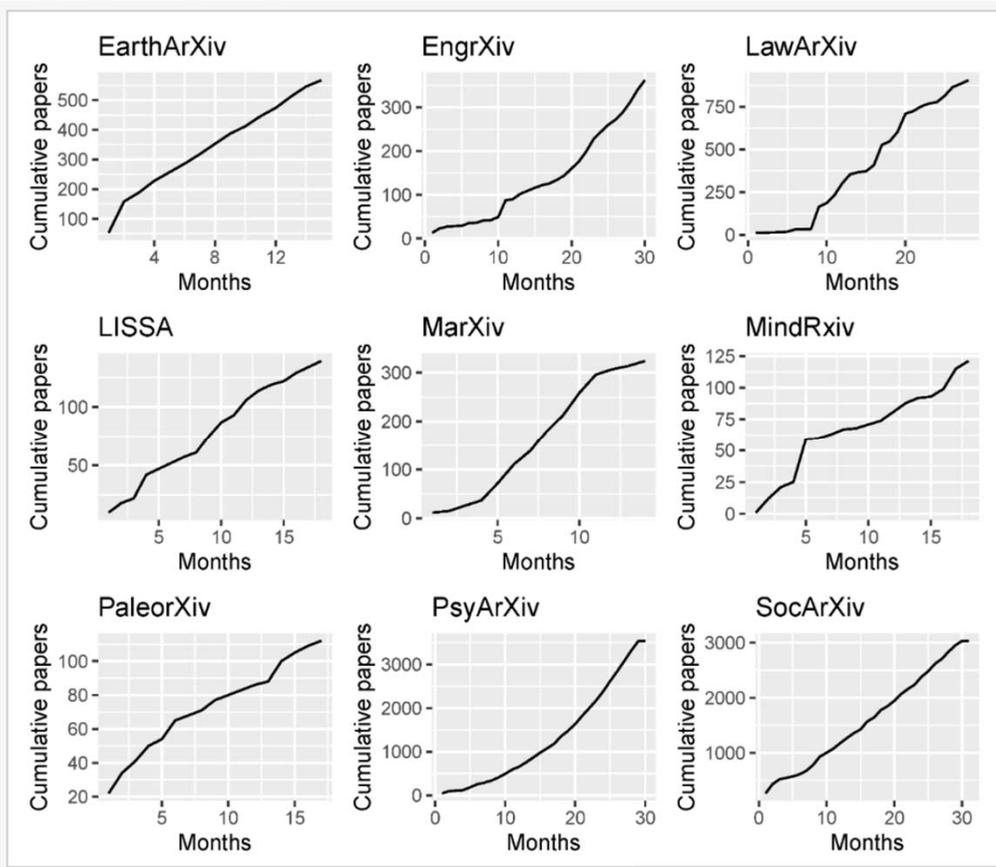 EarthArXiv
Cumulative papers
500
400
300
200
100
4 8 12
Months
EngrXiv
Cumulative papers
300
200
100
0
0 10 20 30
Months
LawArXiv
Cumulative papers
750
500
250
0
0 10 20
Months
LISSA
Cumulative papers
100
50
5 10 15
Months
MarXiv
Cumulative papers
300
200
100
0
5 10
Months
MindRxiv
Cumulative papers
125
100
75
50
25
0
5 10 15
Months
PaleorXiv
Cumulative papers
100
80
60
40
20
5 10 15
Months
PsyArXiv
Cumulative papers
3000
2000
1000
0
0 10 20 30
Months
SocArXiv
Cumulative papers
3000
2000
1000
0 10 20 30
Months